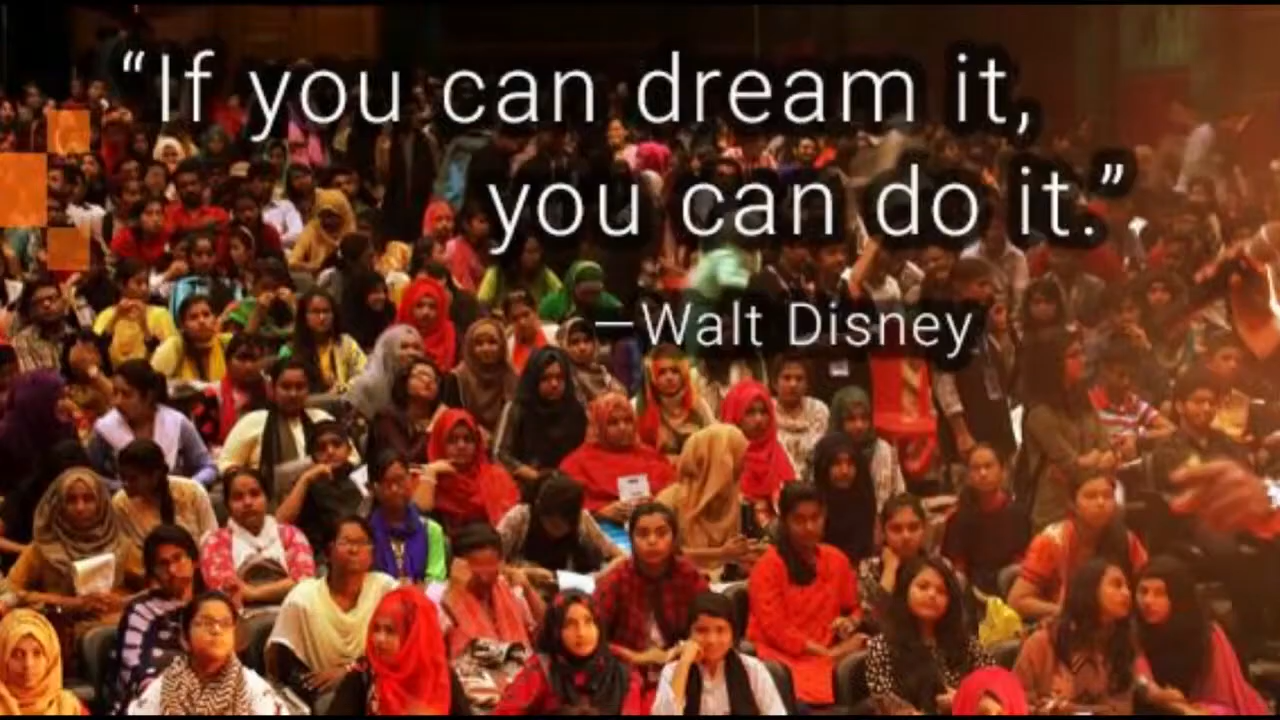 “If you can dream it,
you can do it.”
—Walt Disney